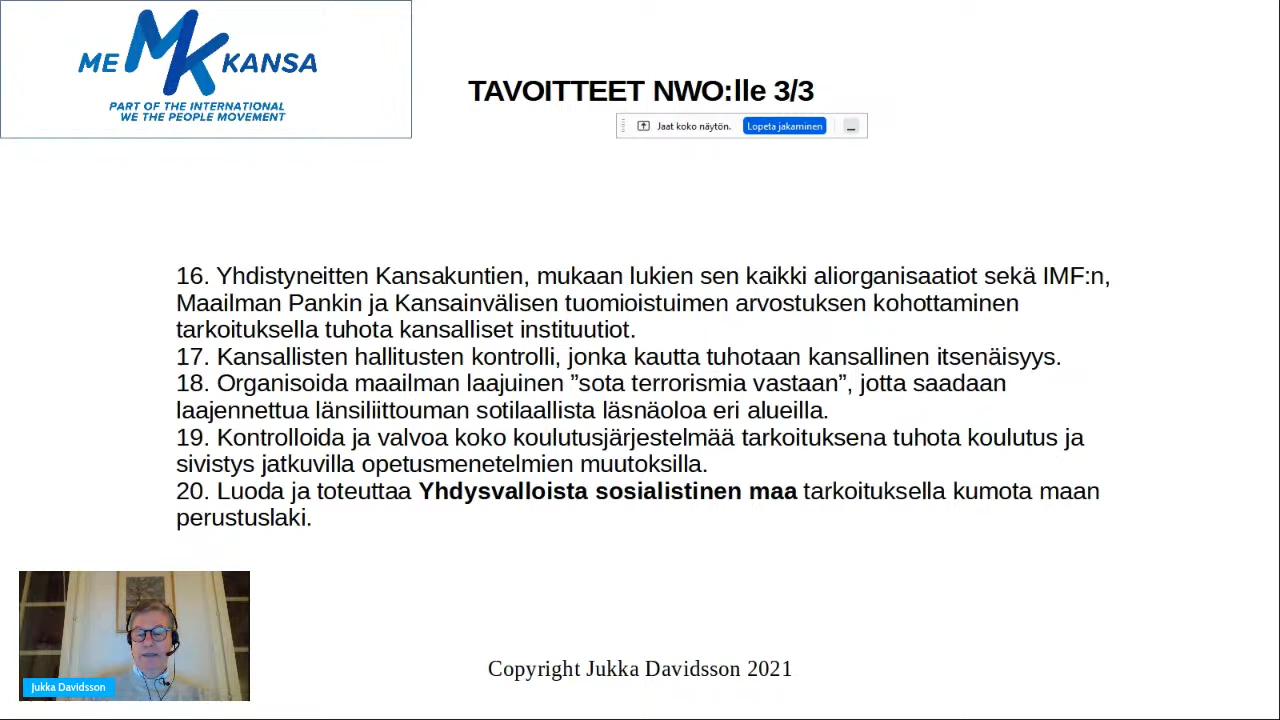 ME MK KANSA
PART OF THE INTERNATIONAL
WE THE PEOPLE MOVEMENT
TAVOITTEET NWO:lle 3/3
Jaat koko näytön. Lopeta jakaminen
16. Yhdistyneitten Kansakuntien, mukaan lukien sen kaikki aliorganisaatiot sekä IMF:n,
Maailman Pankin ja Kansainvälisen tuomioistuimen arvostuksen kohottaminen
tarkoituksella tuhota kansalliset instituutiot.
17. Kansallisten hallitusten kontrolli, jonka kautta tuhotaan kansallinen itsenäisyys.
18. Organisoida maailman laajuinen ”sota terrorismia vastaan”, jotta saadaan
laajennettua länsiliittouman sotilaallista läsnäoloa eri alueilla.
19. Kontrolloida ja valvoa koko koulutusjärjestelmää tarkoituksena tuhota koulutus ja
sivistys jatkuvilla opetusmenetelmien muutoksilla.
20. Luoda ja toteuttaa Yhdysvalloista sosialistinen maa tarkoituksella kumota maan
perustuslaki.
Jukka Davidsson
Copyright Jukka Davidsson 2021